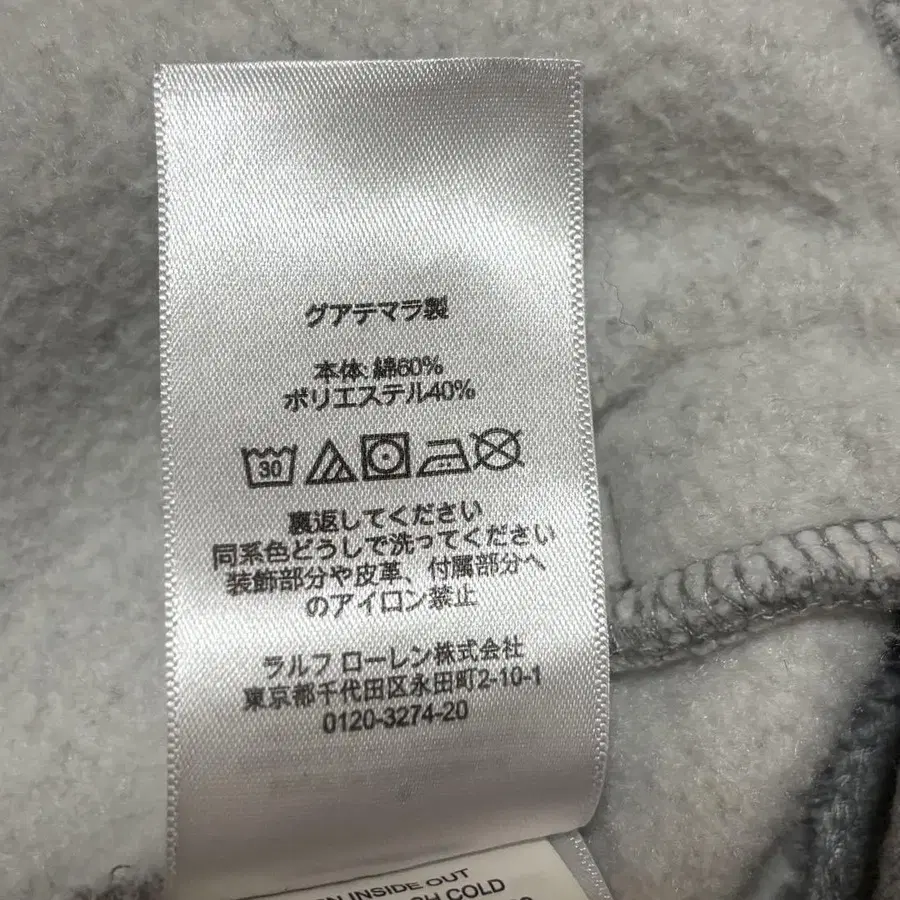 グアテマラ製
本体: 綿60%
ポリエステル40%
30
裏返してください
同系色どうしで洗ってください
装飾部分や皮革、付属部分へ
のアイロン禁止
ラルフ ローレン株式会社
東京都千代田区永田町2-10-1
0120-3274-20
INSIDE OUT
COLD